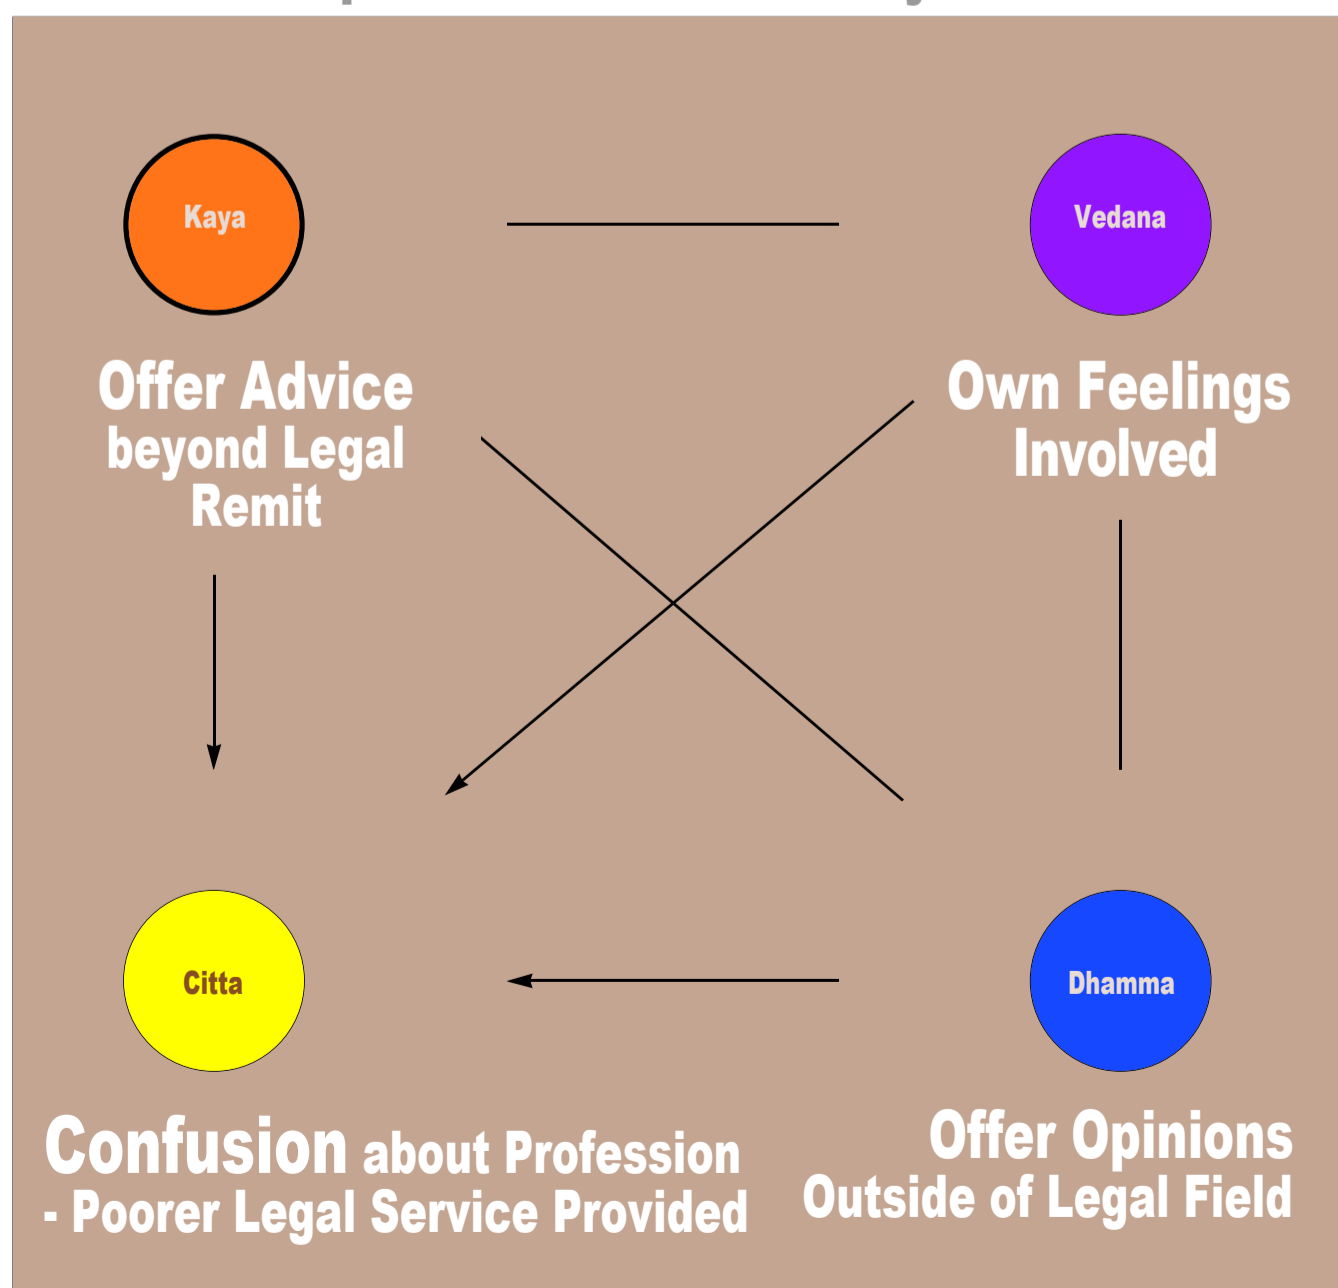 Kaya
Vedana
Offer Advice
beyond Legal
Remit
Own Feelings
Involved
Citta
Dhamma
Confusion about Profession
- Poorer Legal Service Provided
Offer Opinions
Outside of Legal Field